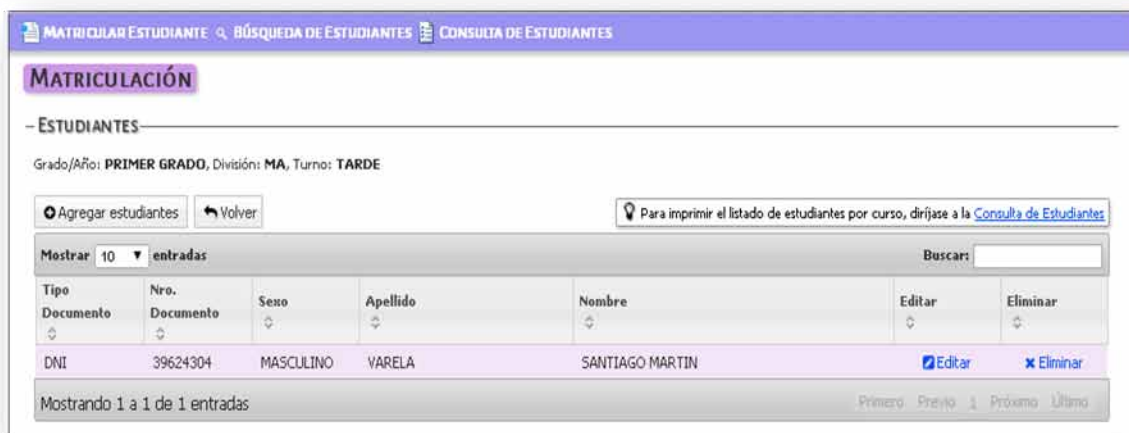 MATRICULAR ESTUDIANTE BÚSQUEDA DE ESTUDIANTES CONSULTA DE ESTUDIANTES
MATRICULACIÓN
ESTUDIANTES
Grado/Año: PRIMER GRADO, División: MA, Turno: TARDE
Agregar estudiantes Volver Para imprimir el listado de estudiantes por curso, diríjase a la Consulta de Estudiantes
Mostrar 10 entradas Buscar:
Tipo Documento Nro. Documento Sexo Apellido Nombre Editar Eliminar
DNI 39624304 MASCULINO VARELA SANTIAGO MARTIN Editar Eliminar
Mostrando 1 a 1 de 1 entradas Primero Previo 1 Próximo Último